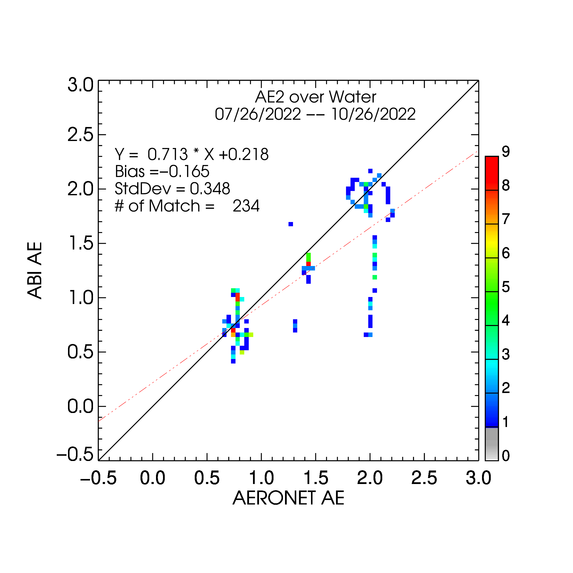 AE2 over Water
07/26/2022 −− 10/26/2022
Y = 0.713 * X +0.218
Bias =−0.165
StdDev = 0.348
# of Match = 234
3.0
2.5
2.0
1.5
1.0
0.5
0.0
−0.5
ABI AE
−0.5 0.0 0.5 1.0 1.5 2.0 2.5 3.0
AERONET AE
9
8
7
6
5
4
3
2
1
0